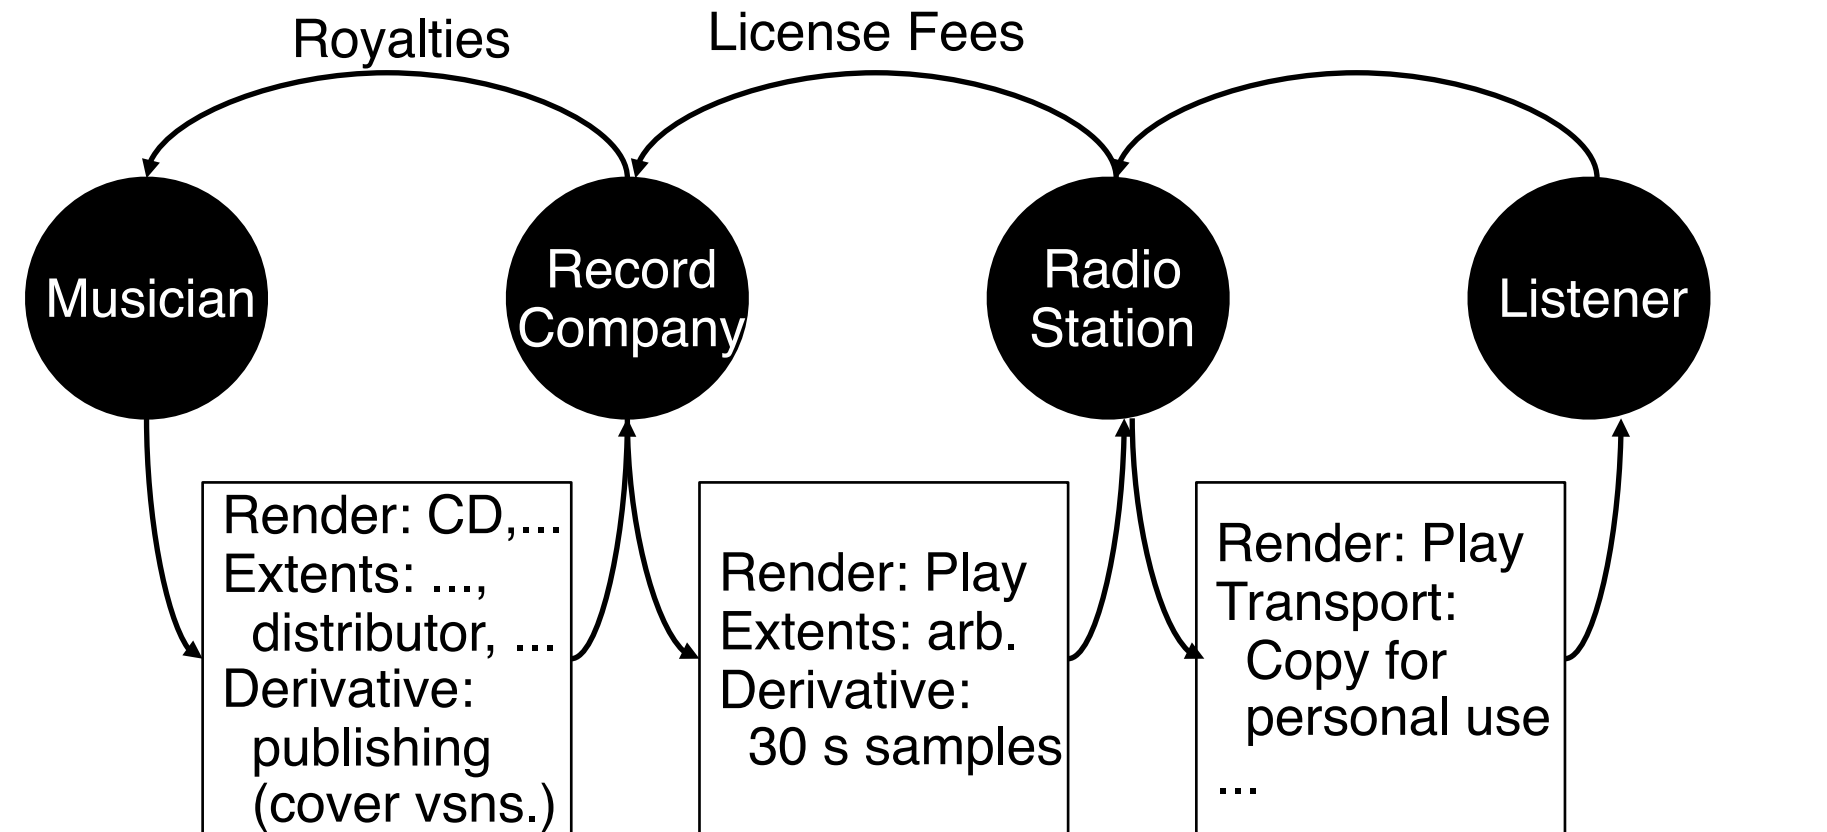 Royalties
License Fees
Musician
Record
Company
Radio
Station
Listener
Render: CD,...
Extents: ...,
distributor, ...
Derivative:
publishing
(cover vsns.)
Render: Play
Extents: arb.
Derivative:
30 s samples
Render: Play
Transport:
Copy for
personal use
...